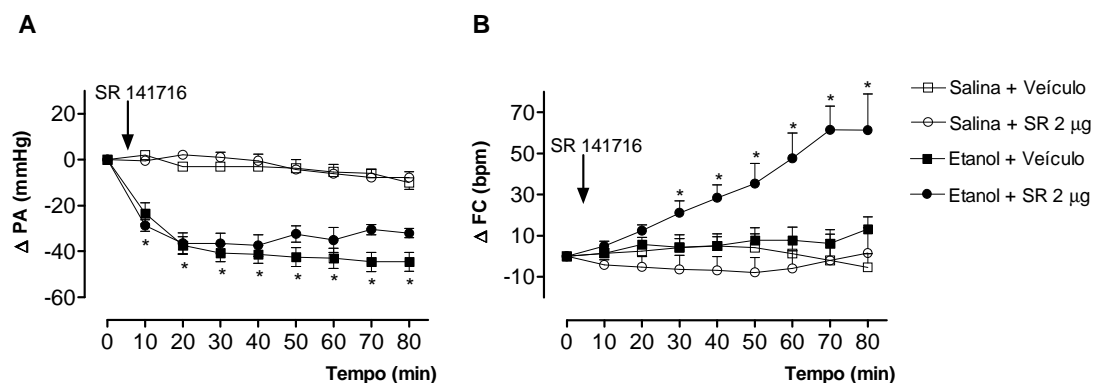 A
SR 141716
Δ PA (mmHg)
20
0
-20
-40
-60
* * * * * * * *
0 10 20 30 40 50 60 70 80
Tempo (min)
B
SR 141716
Δ FC (bpm)
70
50
30
10
-10
* * * * * *
0 10 20 30 40 50 60 70 80
Tempo (min)
Salina + Veículo
Salina + SR 2 µg
Etanol + Veículo
Etanol + SR 2 µg